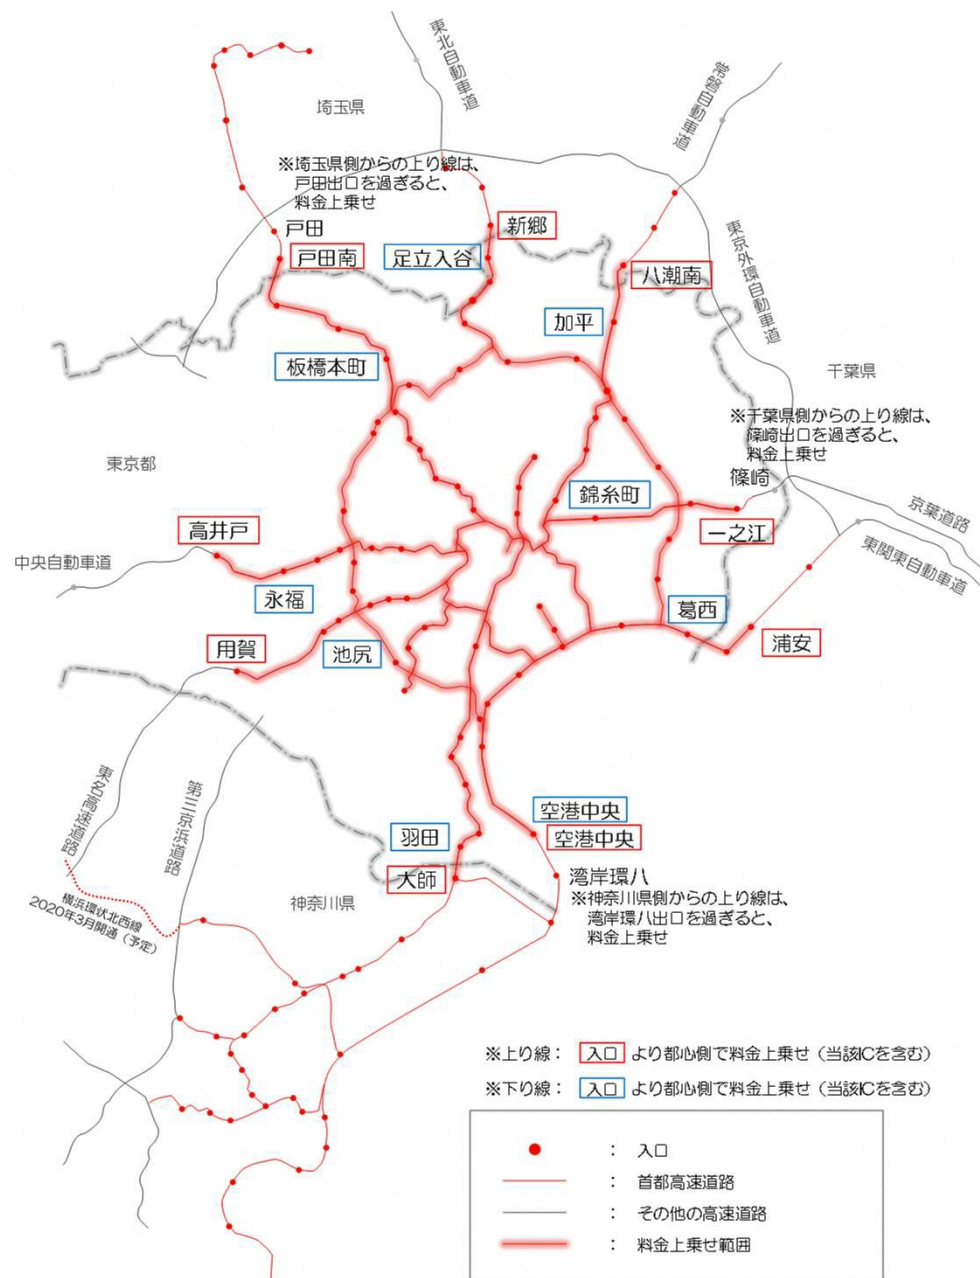 東北自動車道
常磐自動車道
埼玉県
※埼玉県側からの上り線は、
戸田出口を過ぎると、
料金上乗せ
戸田
戸田南
足立入谷
新郷
八潮南
東京外環自動車道
加平
板橋本町
千葉県
※千葉県側からの上り線は、
篠崎出口を過ぎると、
料金上乗せ
篠崎
東京都
錦糸町
京葉道路
高井戸
一之江
東関東自動車道
中央自動車道
永福
葛西
用賀
池尻
浦安
東名高速道路
第三京浜道路
空港中央
羽田
空港中央
大師
湾岸環八
※神奈川県側からの上り線は、
湾岸環八出口を過ぎると、
料金上乗せ
神奈川県
横浜環状北西線
2020年3月開通（予定）
※上り線： 入口 より都心側で料金上乗せ（当該ICを含む）
※下り線： 入口 より都心側で料金上乗せ（当該ICを含む）
： 入口
： 首都高速道路
： その他の高速道路
： 料金上乗せ範囲